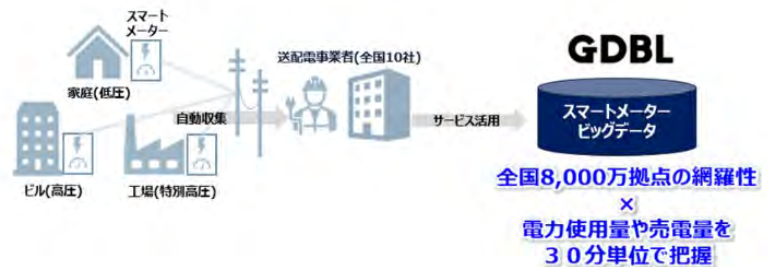 スマート
メーター
家庭(低圧)
ビル(高圧)
工場(特別高圧)
自動収集
送配電事業者(全国10社)
サービス活用
GDBL
スマートメーター
ビッグデータ
全国8,000万拠点の網羅性
×
電力使用量や売電量を
３０分単位で把握